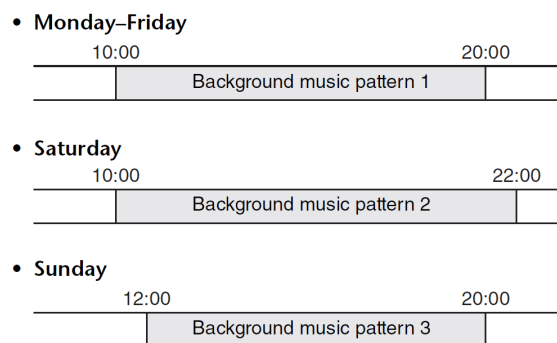 • Monday–Friday
10:00 20:00
Background music pattern 1
• Saturday
10:00 22:00
Background music pattern 2
• Sunday
12:00 20:00
Background music pattern 3